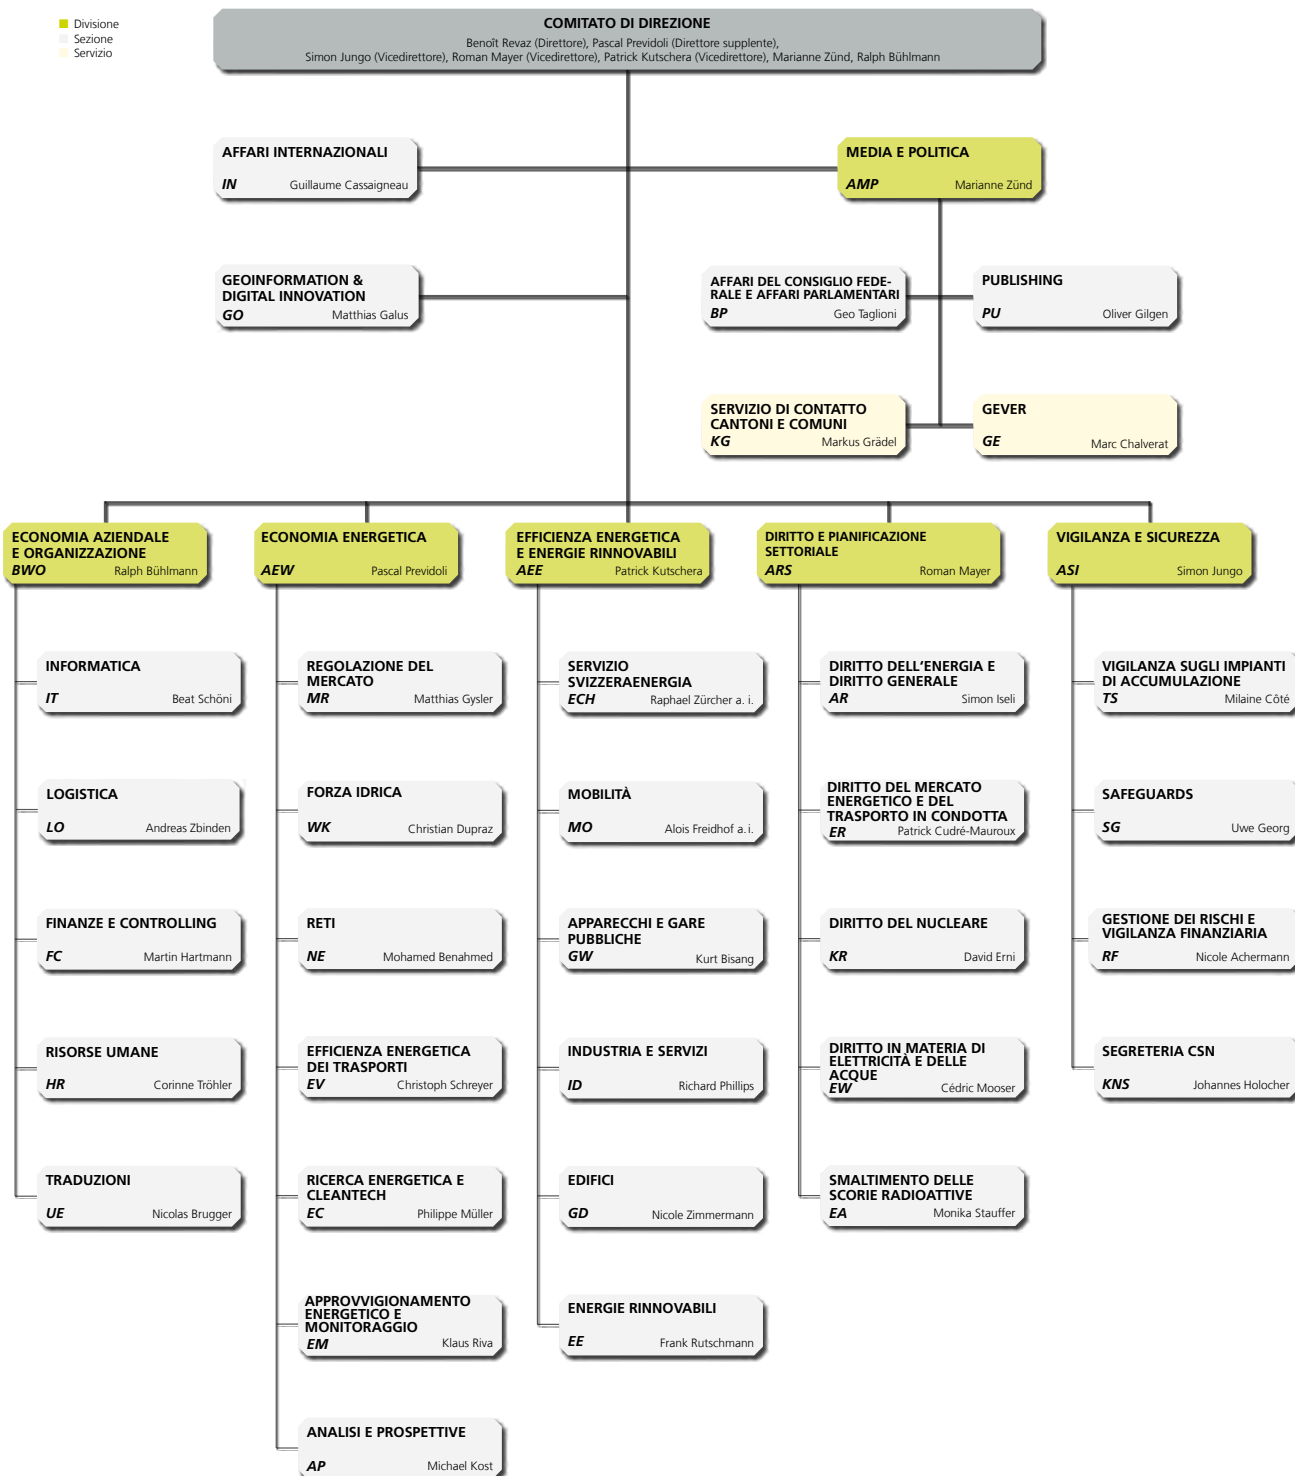 Divisione
Sezione
Servizio
COMITATO DI DIREZIONE
Benoît Revaz (Direttore), Pascal Previdoli (Direttore supplente),
Simon Jungo (Vicedirettore), Roman Mayer (Vicedirettore), Patrick Kutschera (Vicedirettore), Marianne Zünd, Ralph Bühlmann
AFFARI INTERNAZIONALI
IN Guillaume Cassaigneau
MEDIA E POLITICA
AMP Marianne Zünd
GEOINFORMATION &
DIGITAL INNOVATION
GO Matthias Galus
AFFARI DEL CONSIGLIO FEDE-
RALE E AFFARI PARLAMENTARI
BP Geo Taglioni
PUBLISHING
PU Oliver Gilgen
SERVIZIO DI CONTATTO
CANTONI E COMUNI
KG Markus Grädel
GEVER
GE Marc Chalverat
ECONOMIA AZIENDALE
E ORGANIZZAZIONE
BWO Ralph Bühlmann
ECONOMIA ENERGETICA
AEW Pascal Previdoli
EFFICIENZA ENERGETICA
E ENERGIE RINNOVABILI
AEE Patrick Kutschera
DIRITTO E PIANIFICAZIONE
SETTORIALE
ARS Roman Mayer
VIGILANZA E SICUREZZA
ASI Simon Jungo
INFORMATICA
IT Beat Schöni
LOGISTICA
LO Andreas Zbinden
FINANZE E CONTROLLING
FC Martin Hartmann
RISORSE UMANE
HR Corinne Tröhler
TRADUZIONI
UE Nicolas Brugger
REGOLAZIONE DEL
MERCATO
MR Matthias Gysler
FORZA IDRICA
WK Christian Dupraz
RETI
NE Mohamed Benahmed
EFFICIENZA ENERGETICA
DEI TRASPORTI
EV Christoph Schreyer
RICERCA ENERGETICA E
CLEANTECH
EC Philippe Müller
APPROVVIGIONAMENTO
ENERGETICO E
MONITORAGGIO
EM Klaus Riva
ANALISI E PROSPETTIVE
AP Michael Kost
SERVIZIO
SVIZZERAENERGIA
ECH Raphael Zürcher a. i.
MOBILITÀ
MO Alois Freidhof a. i.
APPARECCHI E GARE
PUBBLICHE
GW Kurt Bisang
INDUSTRIA E SERVIZI
ID Richard Phillips
EDIFICI
GD Nicole Zimmermann
ENERGIE RINNOVABILI
EE Frank Rutschmann
DIRITTO DELL'ENERGIA E
DIRITTO GENERALE
AR Simon Iseli
DIRITTO DEL MERCATO
ENERGETICO E DEL
TRASPORTO IN CONDOTTA
ER Patrick Cudré-Mauroux
DIRITTO DEL NUCLEARE
KR David Erni
DIRITTO IN MATERIA DI
ELETTRICITÀ E DELLE
ACQUE
EW Cédric Mooser
SMALTIMENTO DELLE
SCORIE RADIOATTIVE
EA Monika Stauffer
VIGILANZA SUGLI IMPIANTI
DI ACCUMULAZIONE
TS Milaine Côté
SAFEGUARDS
SG Uwe Georg
GESTIONE DEI RISCHI E
VIGILANZA FINANZIARIA
RF Nicole Achermann
SEGRETERIA CSN
KNS Johannes Holocher